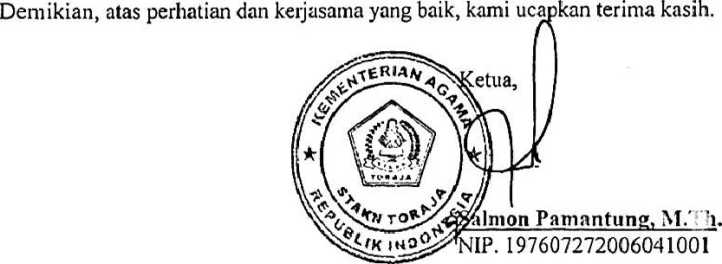 Demikian, atas perhatian dan kerjasama yang baik, kami ucapkan terima kasih.
Ketua,
KEMENTERIAN AGAMA
TORAJA
STAKN TORAJA
REPUBLIK INDONESIA
Salmon Pamantung, M.Th.
NIP. 197607272006041001